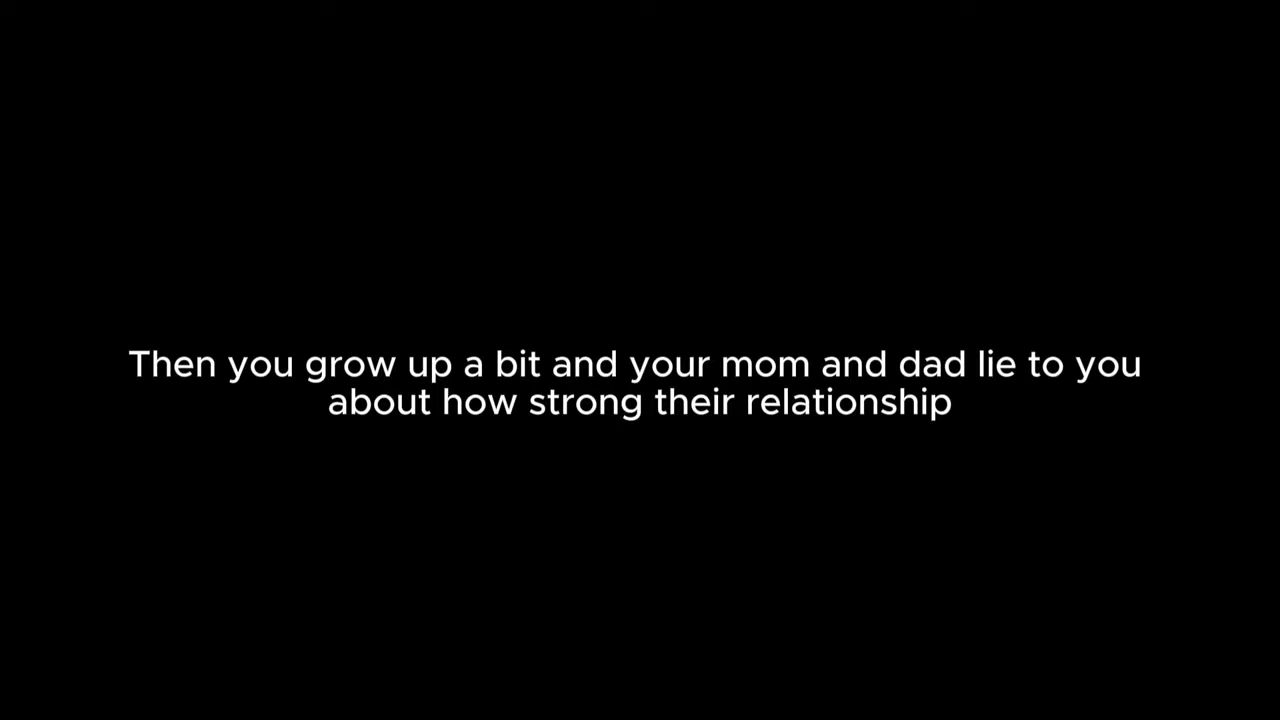 Then you grow up a bit and your mom and dad lie to you
about how strong their relationship